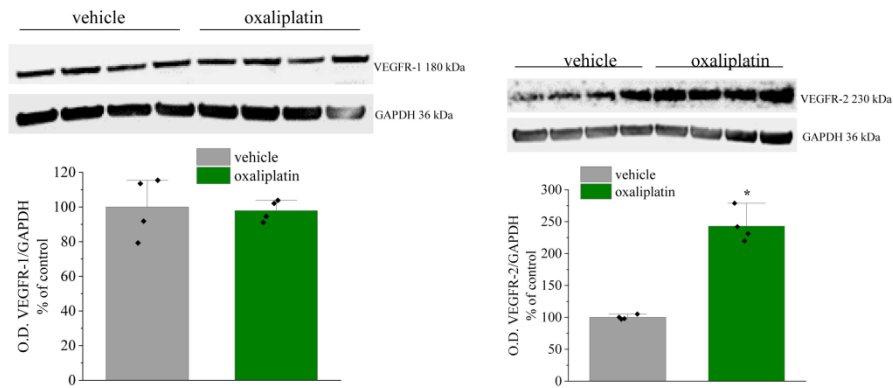 vehicle oxaliplatin
VEGFR-1 180 kDa
GAPDH 36 kDa
vehicle
oxaliplatin
120
100
80
60
40
20
0
O.D. VEGFR-1/GAPDH
% of control
vehicle oxaliplatin
VEGFR-2 230 kDa
GAPDH 36 kDa
vehicle
oxaliplatin
*
300
250
200
150
100
50
0
O.D. VEGFR-2/GAPDH
% of control